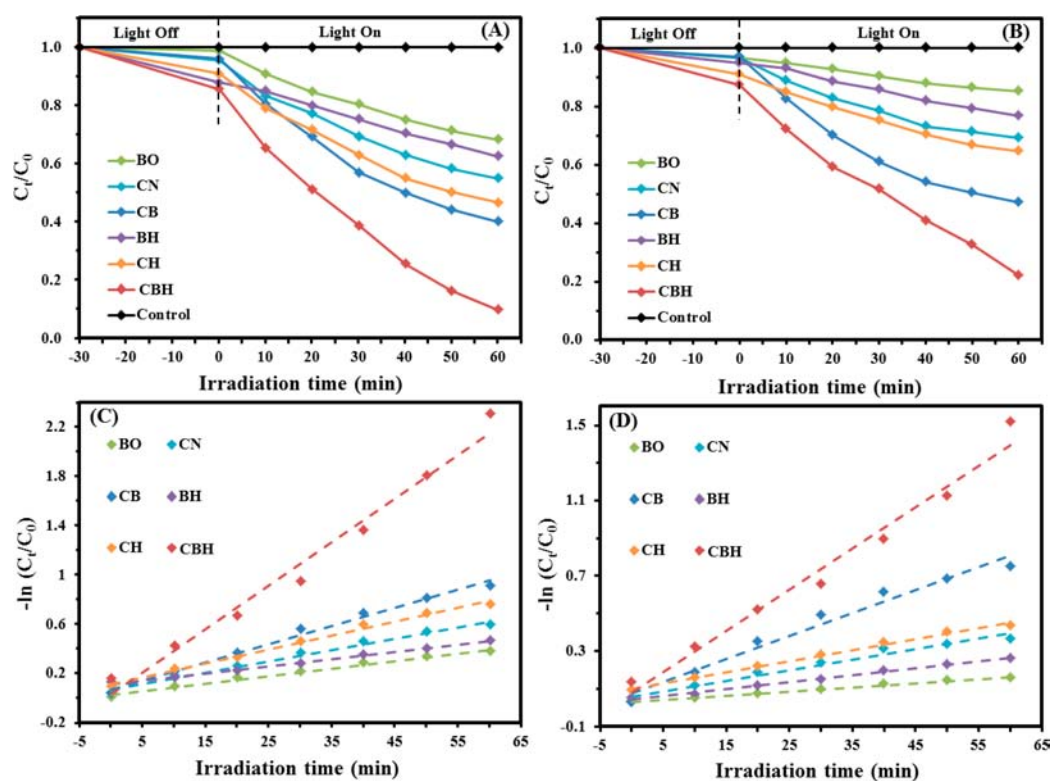 Light Off
Light On
(A)
1.0
0.8
0.6
0.4
0.2
0.0
Cₜ/C₀
BO
CN
CB
BH
CH
CBH
Control
-30 -20 -10 0 10 20 30 40 50 60
Irradiation time (min)
Light Off
Light On
(B)
1.0
0.8
0.6
0.4
0.2
0.0
Cₜ/C₀
BO
CN
CB
BH
CH
CBH
Control
-30 -20 -10 0 10 20 30 40 50 60
Irradiation time (min)
(C)
2.2
1.8
1.4
1
0.6
0.2
-0.2
-ln (Cₜ/C₀)
BO CN
CB BH
CH CBH
-5 5 15 25 35 45 55 65
Irradiation time (min)
(D)
1.5
1.1
0.7
0.3
-0.1
-ln (Cₜ/C₀)
BO CN
CB BH
CH CBH
-5 5 15 25 35 45 55 65
Irradiation time (min)